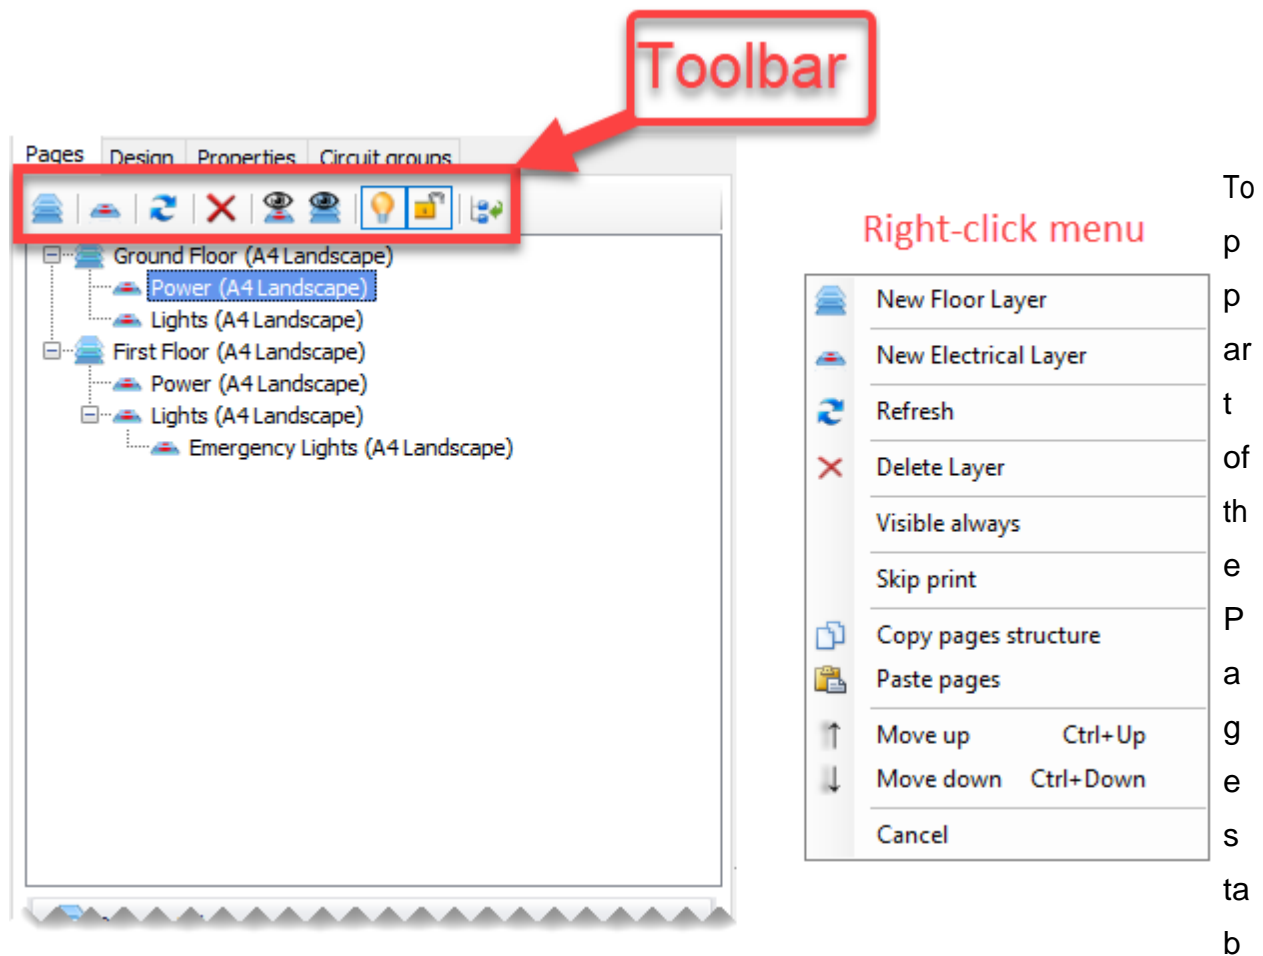 Toolbar
Pages Design Properties Circuit groups
Ground Floor (A4 Landscape)
Power (A4 Landscape)
Lights (A4 Landscape)
First Floor (A4 Landscape)
Power (A4 Landscape)
Lights (A4 Landscape)
Emergency Lights (A4 Landscape)
Right-click menu
New Floor Layer
New Electrical Layer
Refresh
Delete Layer
Visible always
Skip print
Copy pages structure
Paste pages
Move up Ctrl+Up
Move down Ctrl+Down
Cancel
To
p
p
ar
t
of
th
e
P
a
g
e
s
ta
b